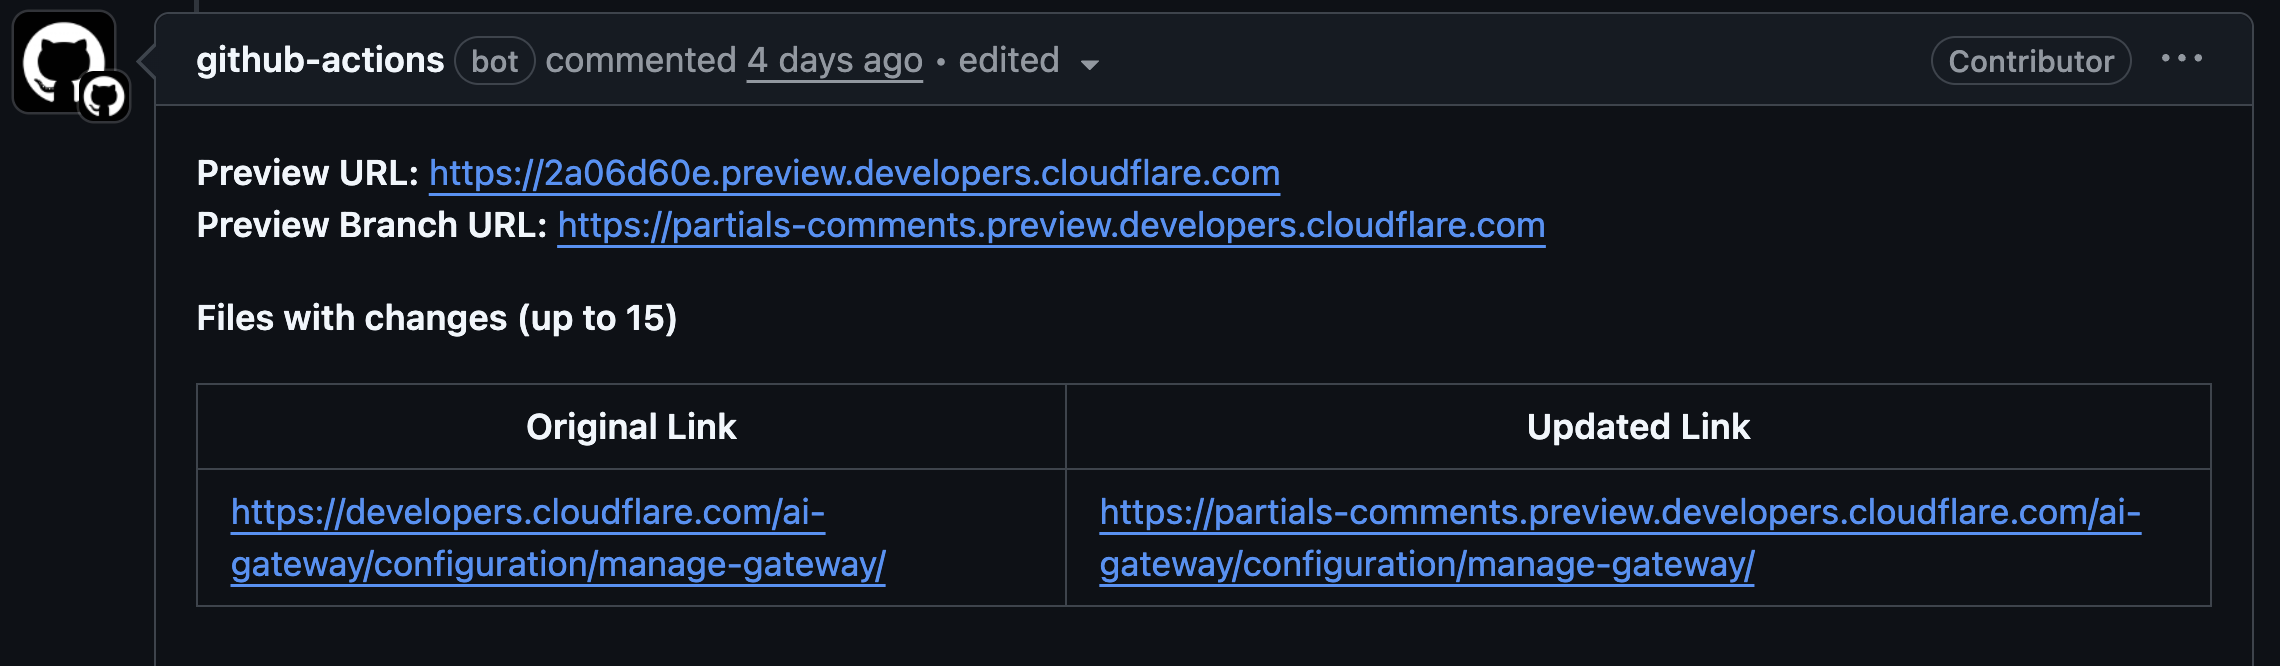 github-actions bot commented 4 days ago • edited Contributor ...
Preview URL: https://2a06d60e.preview.developers.cloudflare.com
Preview Branch URL: https://partials-comments.preview.developers.cloudflare.com
Files with changes (up to 15)
Original Link Updated Link
https://developers.cloudflare.com/ai- https://partials-comments.preview.developers.cloudflare.com/ai-
gateway/configuration/manage-gateway/ gateway/configuration/manage-gateway/